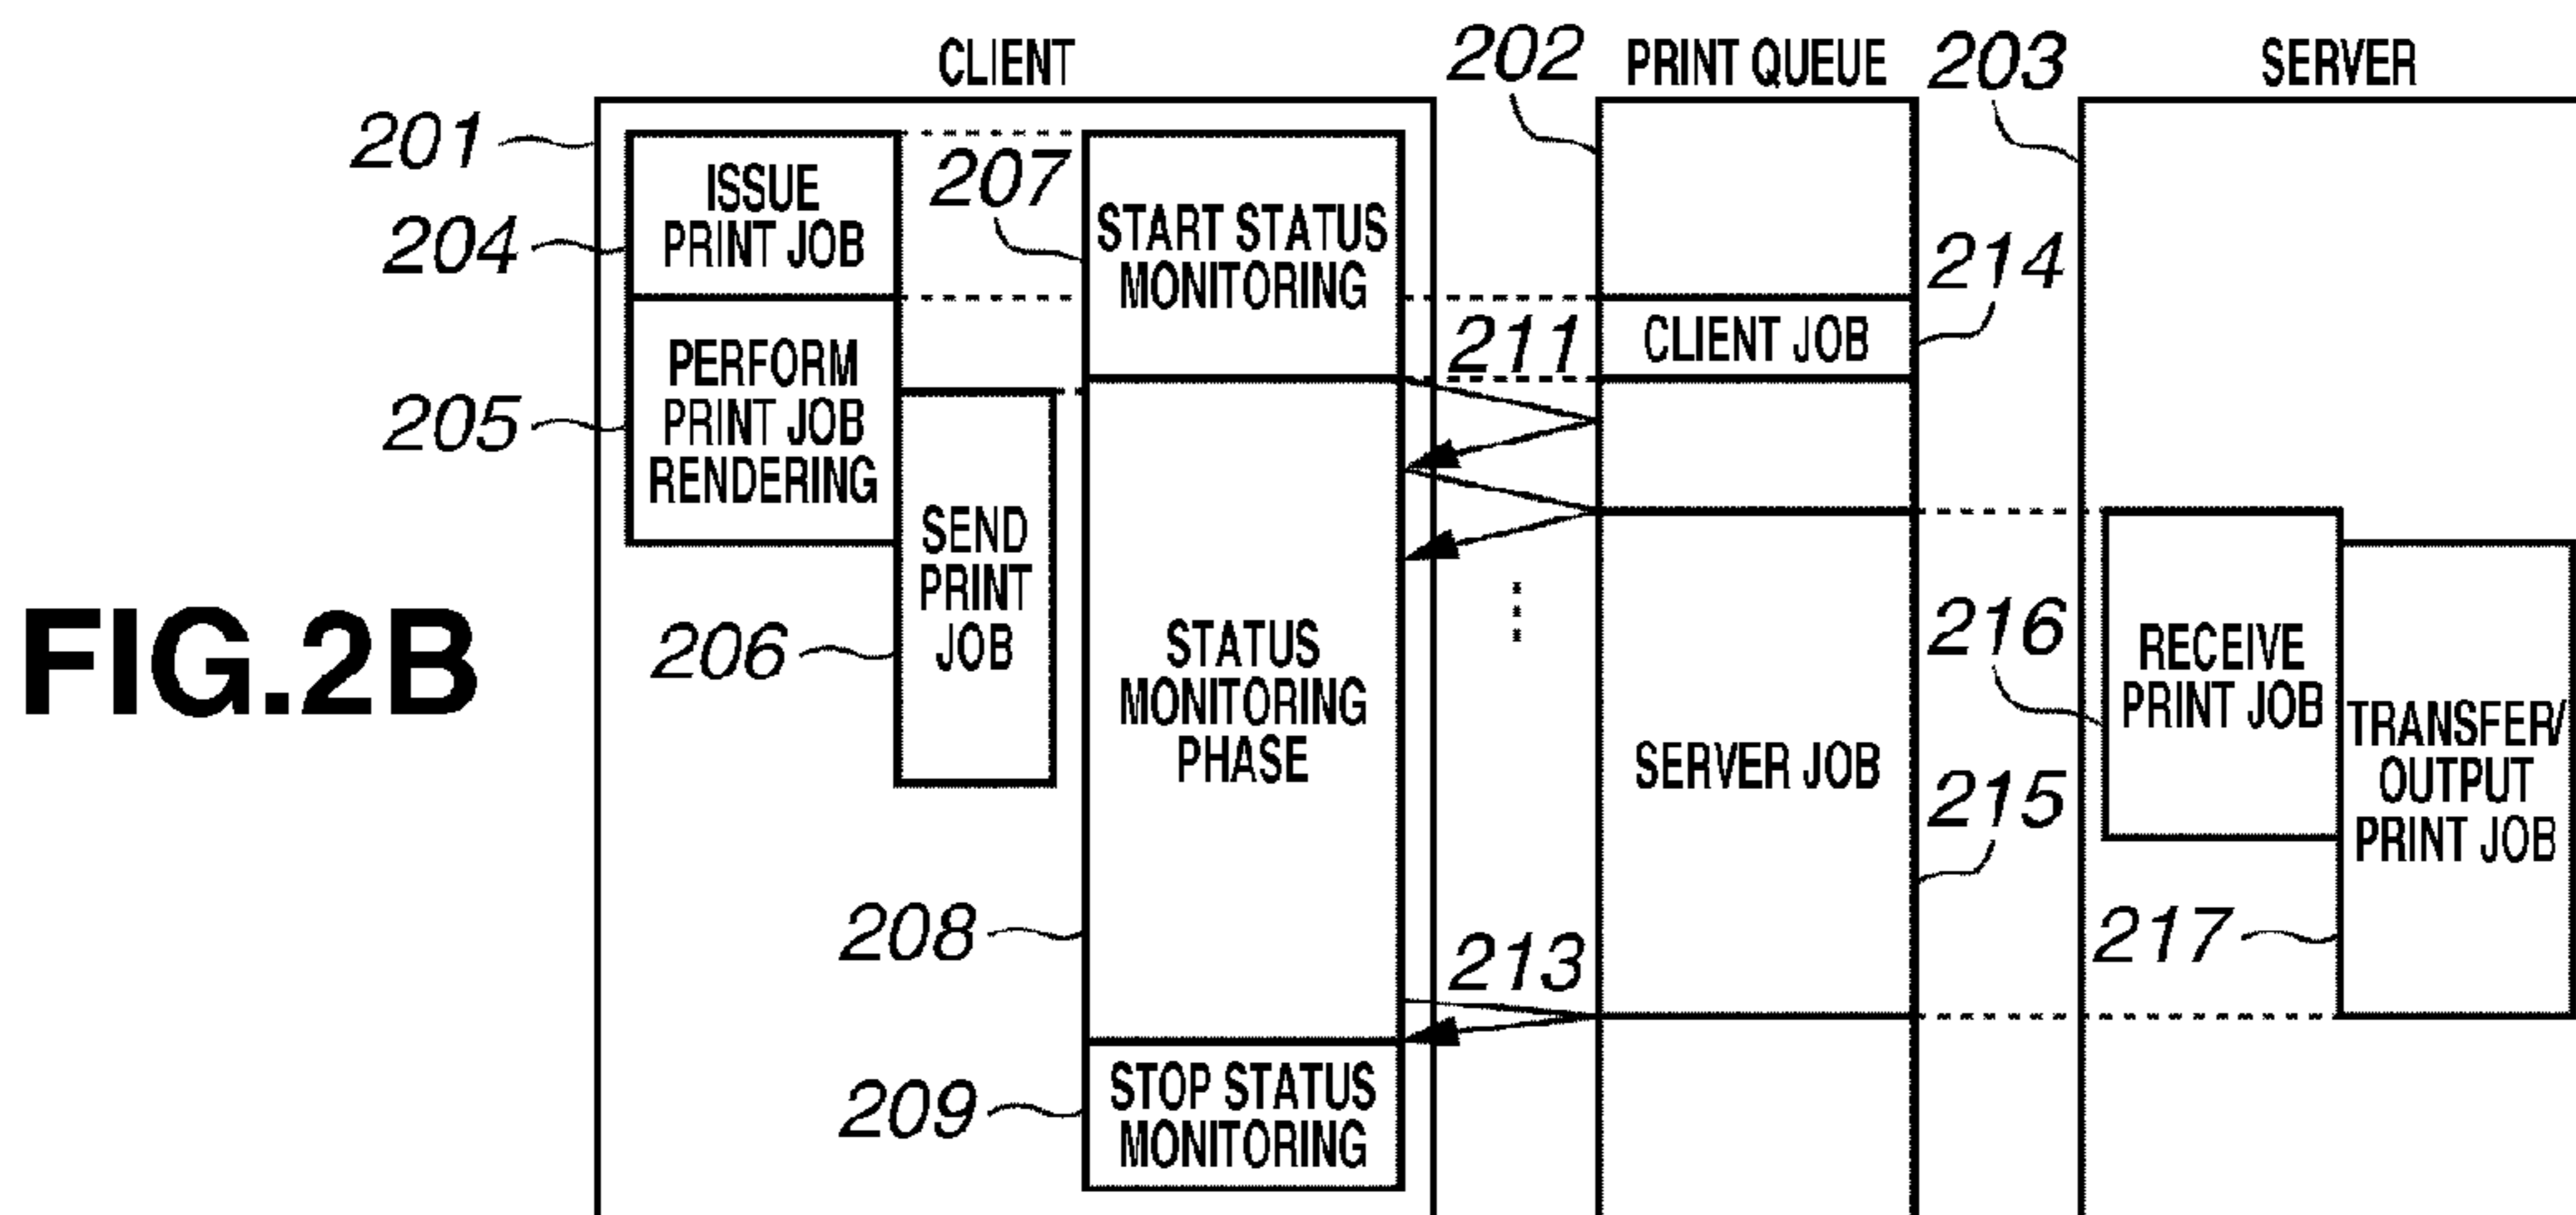 CLIENT
202
PRINT QUEUE
203
SERVER
201
ISSUE
PRINT JOB
204
207
START STATUS
MONITORING
214
CLIENT JOB
211
PERFORM
PRINT JOB
RENDERING
205
SEND
PRINT
JOB
206
STATUS
MONITORING
PHASE
208
SERVER JOB
215
216
RECEIVE
PRINT JOB
TRANSFER/
OUTPUT
PRINT JOB
217
213
STOP STATUS
MONITORING
209
FIG.2B